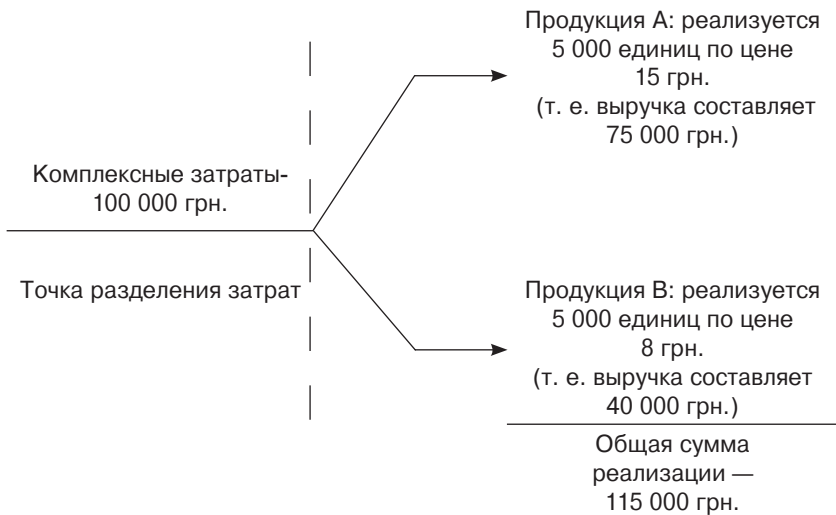 Продукция А: реализуется
5 000 единиц по цене
15 грн.
(т. е. выручка составляет
75 000 грн.)
Комплексные затраты-
100 000 грн.
Точка разделения затрат
Продукция В: реализуется
5 000 единиц по цене
8 грн.
(т. е. выручка составляет
40 000 грн.)
Общая сумма
реализации —
115 000 грн.